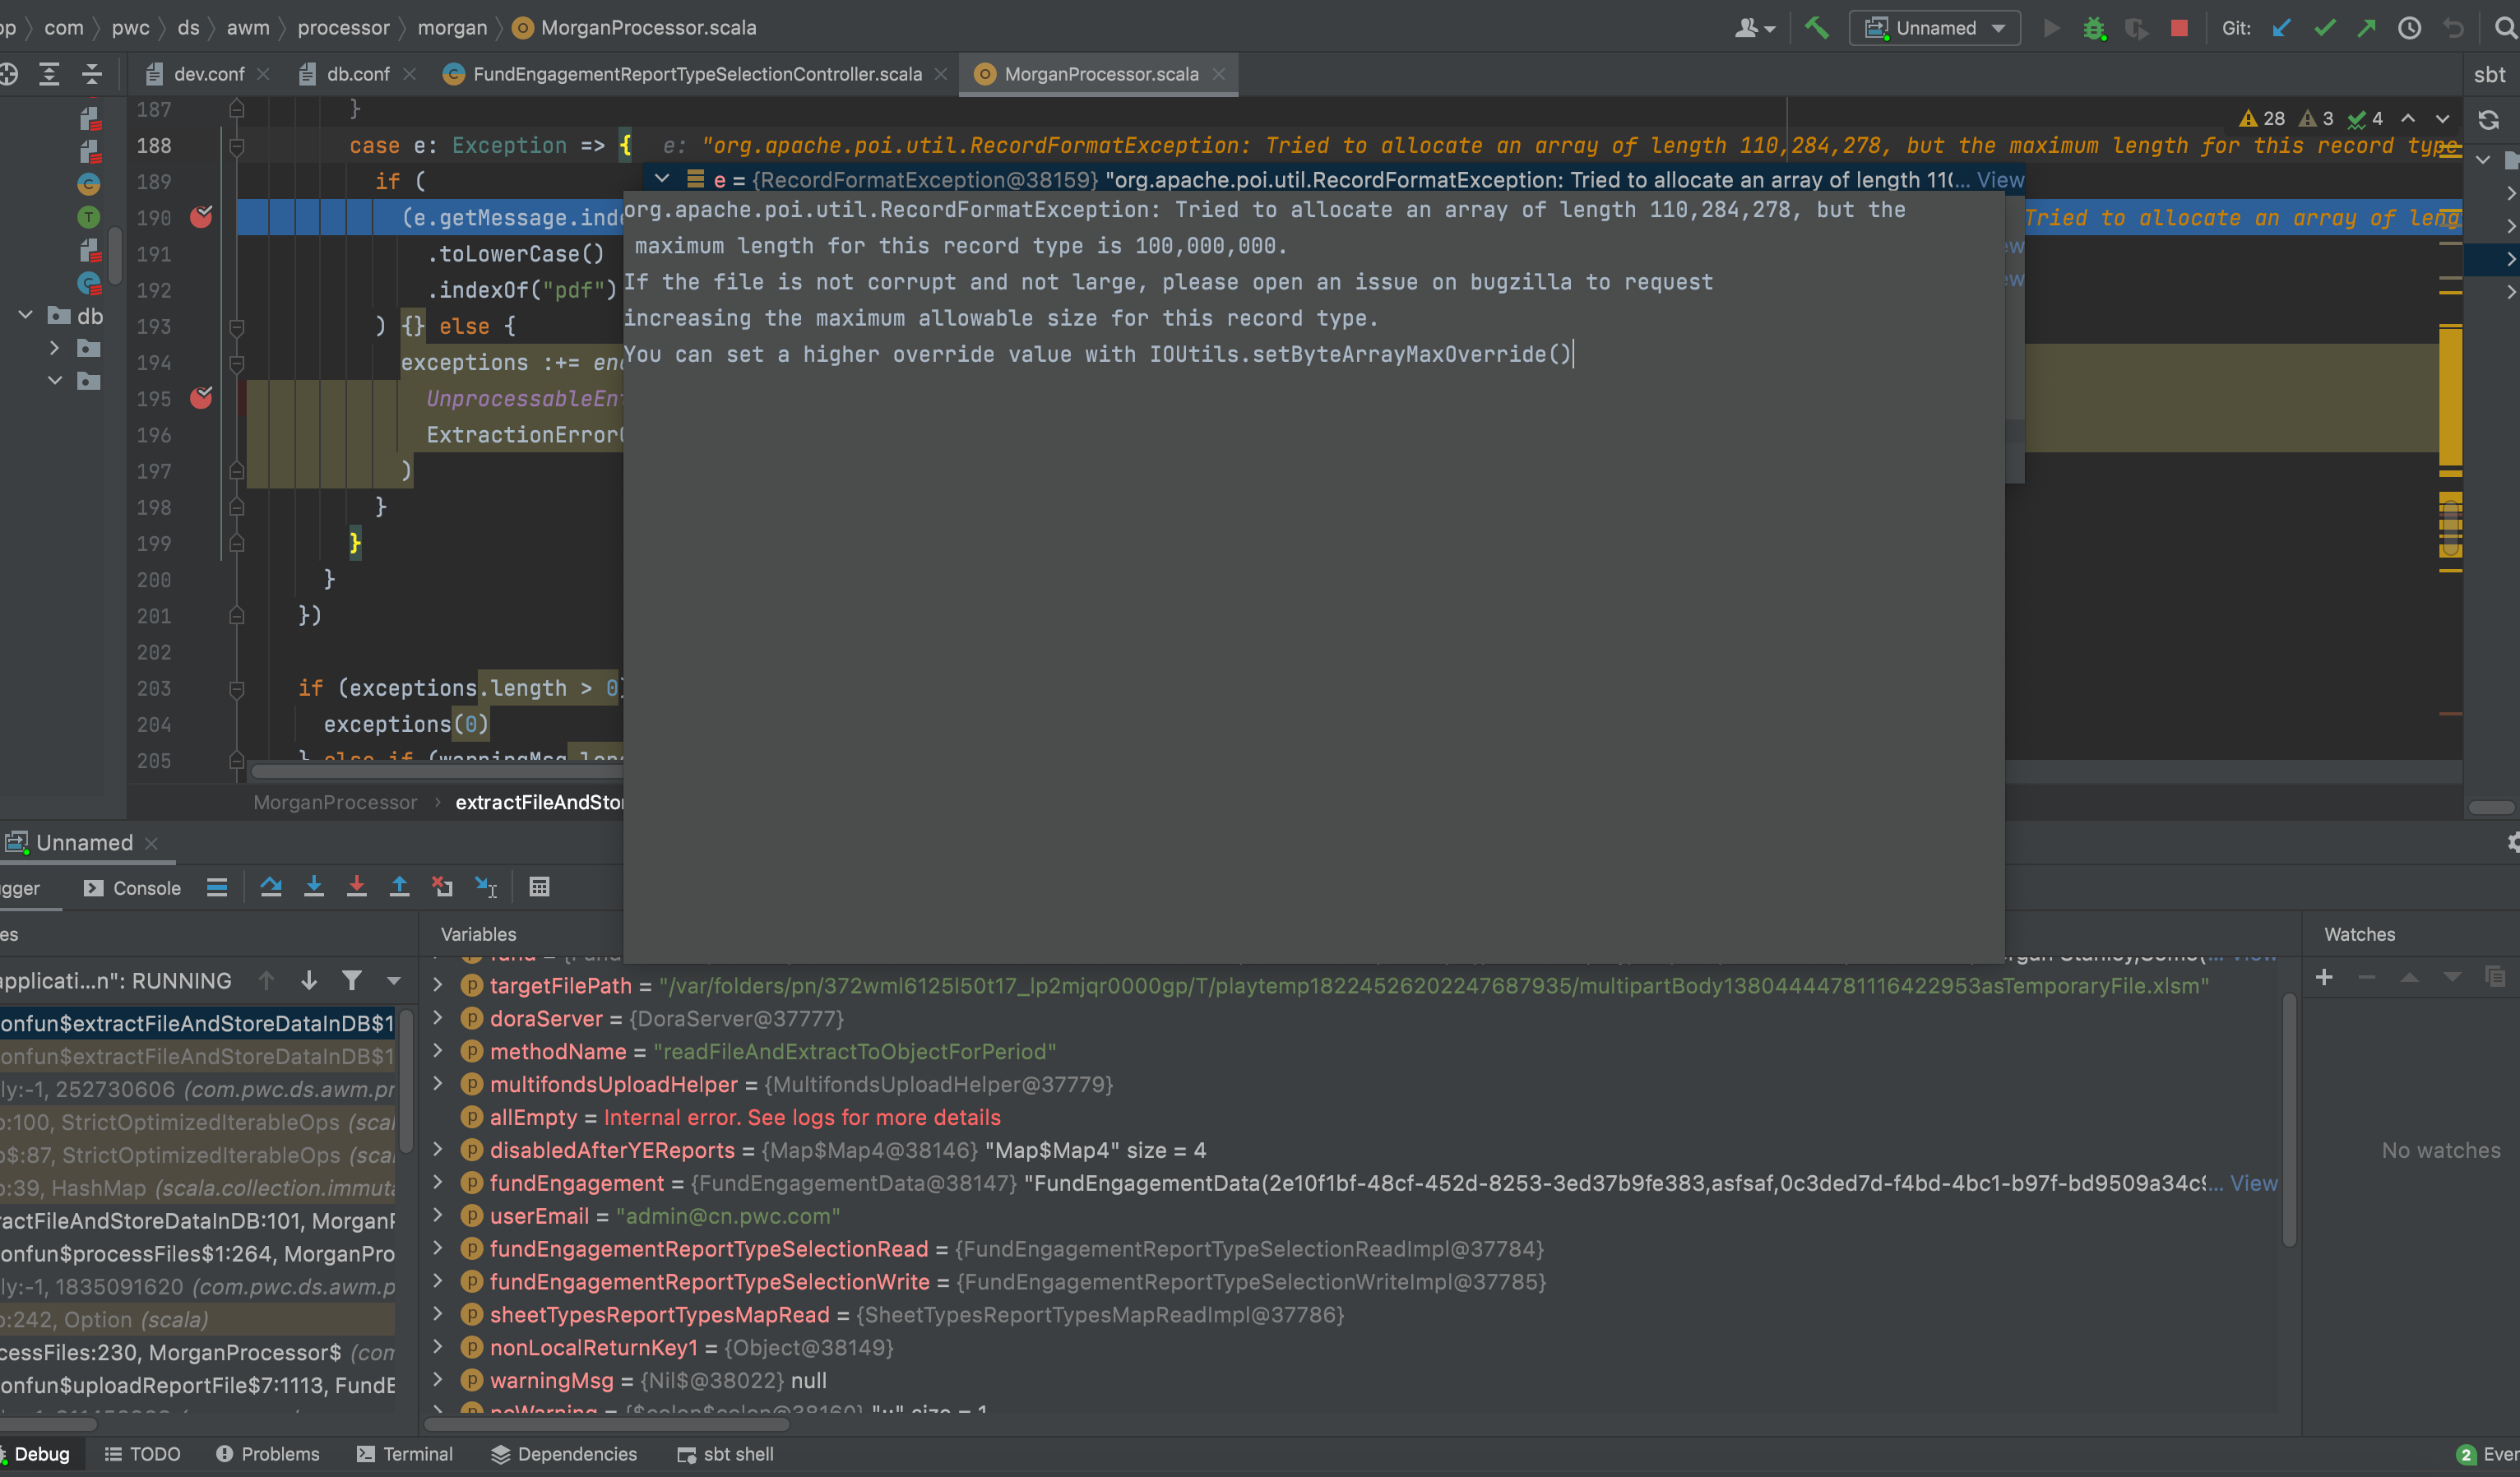 com pwc ds awm processor morgan MorganProcessor.scala Unnamed Git:
dev.conf db.conf FundEngagementReportTypeSelectionController.scala MorganProcessor.scala sbt
28 3 4
187 }
188 case e: Exception => { e: "org.apache.poi.util.RecordFormatException: Tried to allocate an array of length 110,284,278, but the maximum length for this record type
189 if (
e = {RecordFormatException@38159} "org.apache.poi.util.RecordFormatException: Tried to allocate an array of length 11(... View
190 (e.getMessage.inde Tried to allocate an array of leng
191 .toLowerCase()
192 .indexOf("pdf")
193 ) {} else {
194 exceptions :+= en
195 UnprocessableEn
196 ExtractionError
197 )
198 }
199 }
200 }
201 })
202
203 if (exceptions.length > 0)
204 exceptions(0)
205 } else if (warningMsg.len
org.apache.poi.util.RecordFormatException: Tried to allocate an array of length 110,284,278, but the
maximum length for this record type is 100,000,000.
If the file is not corrupt and not large, please open an issue on bugzilla to request
increasing the maximum allowable size for this record type.
You can set a higher override value with IOUtils.setByteArrayMaxOverride()
db
MorganProcessor › extractFileAndStor
Unnamed
gger Console
es
Variables
Watches
applicati...n": RUNNING
onfun$extractFileAndStoreDataInDB$1
onfun$extractFileAndStoreDataInDB$1
ly:-1, 252730606 (com.pwc.ds.awm.pr
:100, StrictOptimizedIterableOps (scal
$:87, StrictOptimizedIterableOps (scal
:39, HashMap (scala.collection.immuta
actFileAndStoreDataInDB:101, MorganP
onfun$processFiles$1:264, MorganPro
ly:-1, 1835091620 (com.pwc.ds.awm.p
:242, Option (scala)
cessFiles:230, MorganProcessor$ (com
onfun$uploadReportFile$7:1113, FundE
targetFilePath = "/var/folders/pn/372wml6125l50t17_lp2mjqr0000gp/T/playtemp18224526202247687935/multipartBody13804444781116422953asTemporaryFile.xlsm"
doraServer = {DoraServer@37777}
methodName = "readFileAndExtractToObjectForPeriod"
multifondsUploadHelper = {MultifondsUploadHelper@37779}
allEmpty = Internal error. See logs for more details
disabledAfterYEReports = {Map$Map4@38146} "Map$Map4" size = 4
fundEngagement = {FundEngagementData@38147} "FundEngagementData(2e10f1bf-48cf-452d-8253-3ed37b9fe383,asfsaf,0c3ded7d-f4bd-4bc1-b97f-bd9509a34c9... View
userEmail = "admin@cn.pwc.com"
fundEngagementReportTypeSelectionRead = {FundEngagementReportTypeSelectionReadImpl@37784}
fundEngagementReportTypeSelectionWrite = {FundEngagementReportTypeSelectionWriteImpl@37785}
sheetTypesReportTypesMapRead = {SheetTypesReportTypesMapReadImpl@37786}
nonLocalReturnKey1 = {Object@38149}
warningMsg = {Nil$@38022} null
noWarning = {$colon$colon@38160} "::" size = 1
No watches
Debug TODO Problems Terminal Dependencies sbt shell 2 Even